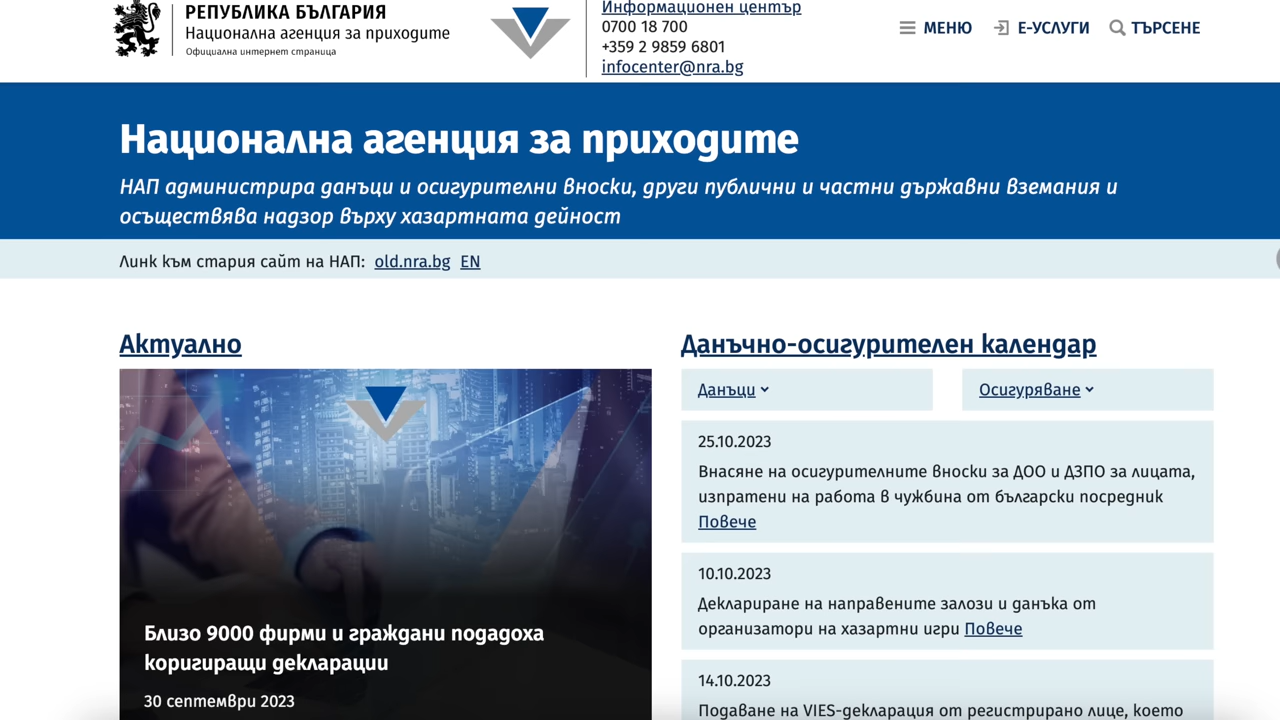 РЕПУБЛИКА БЪЛГАРИЯ
Национална агенция за приходите
Официална интернет страница
Информационен център
0700 18 700
+359 2 9859 6801
infocenter@nra.bg
МЕНЮ
Е-УСЛУГИ
ТЪРСЕНЕ
Национална агенция за приходите
НАП администрира данъци и осигурителни вноски, други публични и частни държавни вземания и
осъществява надзор върху хазартната дейност
Линк към стария сайт на НАП: old.nra.bg EN
Актуално
Близо 9000 фирми и граждани подадоха
коригиращи декларации
30 септември 2023
Данъчно-осигурителен календар
Данъци
Осигуряване
25.10.2023
Внасяне на осигурителните вноски за ДОО и ДЗПО за лицата,
изпратени на работа в чужбина от български посредник
Повече
10.10.2023
Деклариране на направените залози и данъка от
организатори на хазартни игри Повече
14.10.2023
Подаване на VIES-декларация от регистрирано лице, което